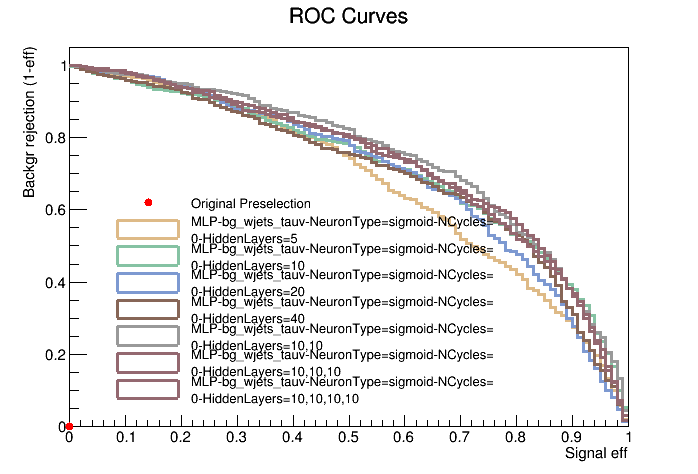 ROC Curves
Backgr rejection (1-eff)
1
0.8
0.6
0.4
0.2
0
Original Preselection
MLP-bg_wjets_tauv-NeuronType=sigmoid-NCycles=
0-HiddenLayers=5
MLP-bg_wjets_tauv-NeuronType=sigmoid-NCycles=
0-HiddenLayers=10
MLP-bg_wjets_tauv-NeuronType=sigmoid-NCycles=
0-HiddenLayers=20
MLP-bg_wjets_tauv-NeuronType=sigmoid-NCycles=
0-HiddenLayers=40
MLP-bg_wjets_tauv-NeuronType=sigmoid-NCycles=
0-HiddenLayers=10,10
MLP-bg_wjets_tauv-NeuronType=sigmoid-NCycles=
0-HiddenLayers=10,10,10
MLP-bg_wjets_tauv-NeuronType=sigmoid-NCycles=
0-HiddenLayers=10,10,10,10
0 0.1 0.2 0.3 0.4 0.5 0.6 0.7 0.8 0.9 1
Signal eff